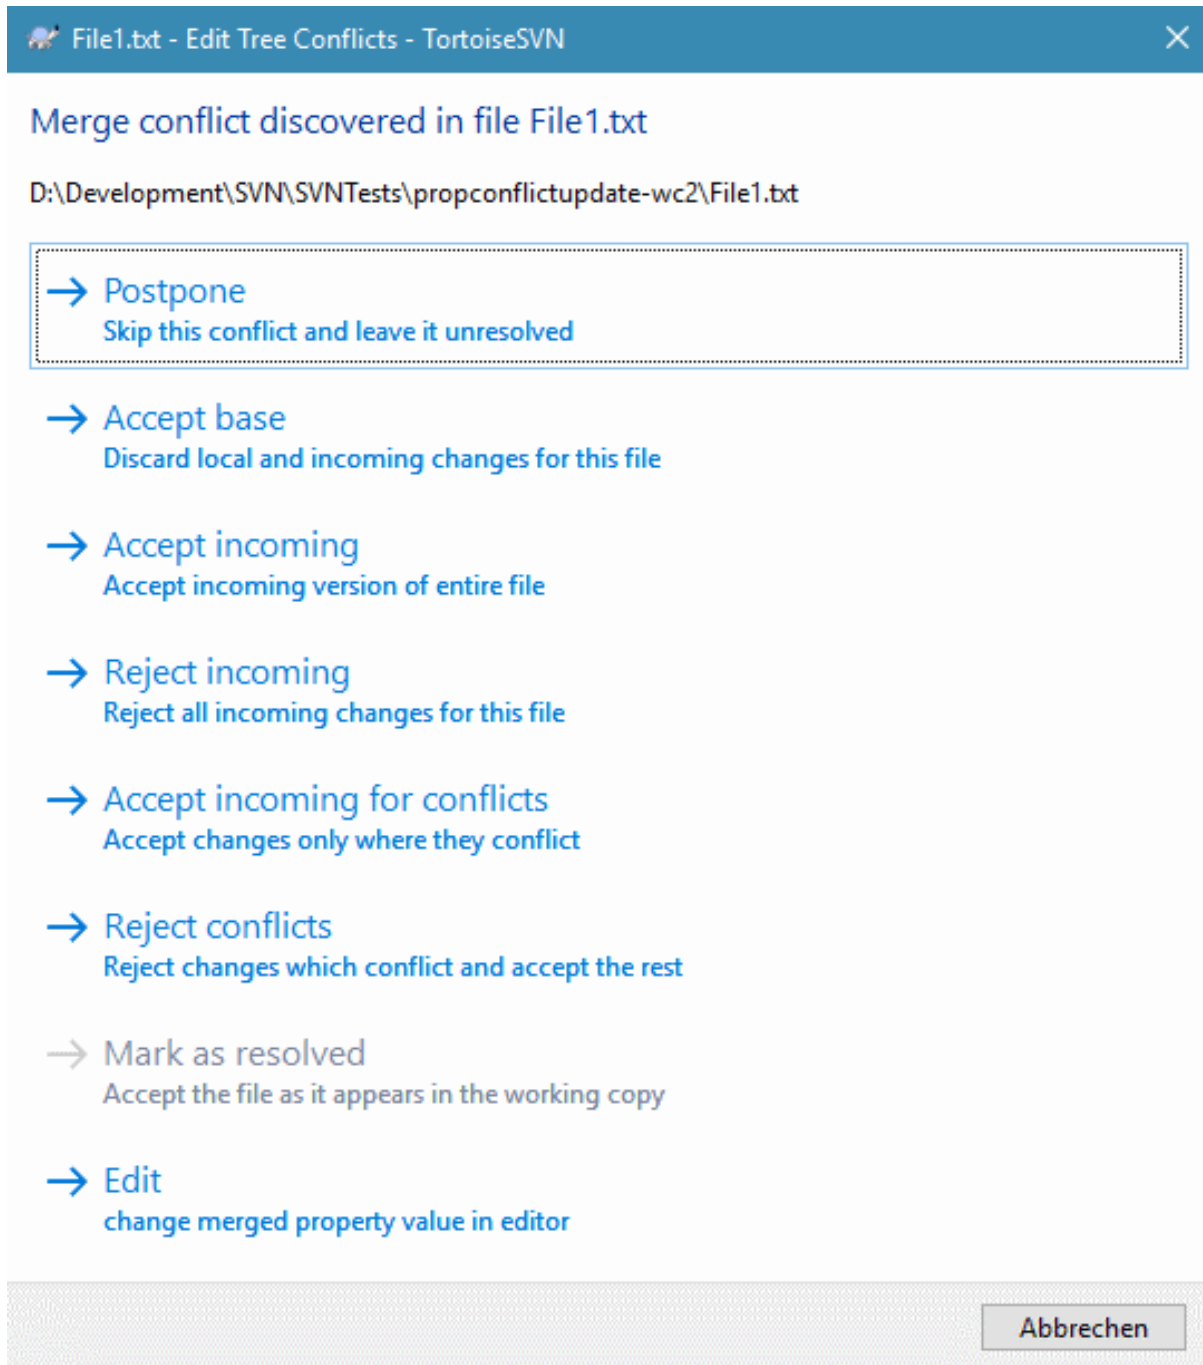 File1.txt - Edit Tree Conflicts - TortoiseSVN
Merge conflict discovered in file File1.txt
D:\Development\SVN\SVNTests\propconflictupdate-wc2\File1.txt
Postpone
Skip this conflict and leave it unresolved
Accept base
Discard local and incoming changes for this file
Accept incoming
Accept incoming version of entire file
Reject incoming
Reject all incoming changes for this file
Accept incoming for conflicts
Accept changes only where they conflict
Reject conflicts
Reject changes which conflict and accept the rest
Mark as resolved
Accept the file as it appears in the working copy
Edit
change merged property value in editor
Abbrechen